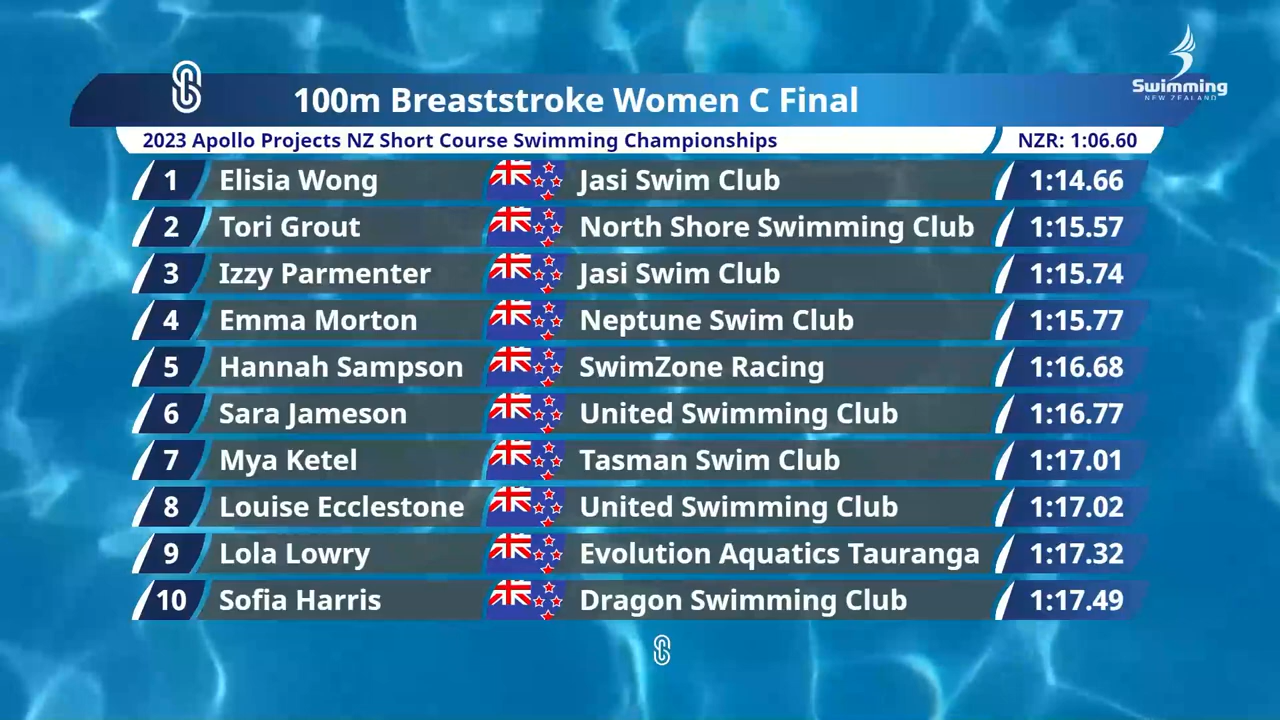 100m Breaststroke Women C Final
Swimming
NEW ZEALAND
2023 Apollo Projects NZ Short Course Swimming Championships NZR: 1:06.60
1 Elisia Wong Jasi Swim Club 1:14.66
2 Tori Grout North Shore Swimming Club 1:15.57
3 Izzy Parmenter Jasi Swim Club 1:15.74
4 Emma Morton Neptune Swim Club 1:15.77
5 Hannah Sampson SwimZone Racing 1:16.68
6 Sara Jameson United Swimming Club 1:16.77
7 Mya Ketel Tasman Swim Club 1:17.01
8 Louise Ecclestone United Swimming Club 1:17.02
9 Lola Lowry Evolution Aquatics Tauranga 1:17.32
10 Sofia Harris Dragon Swimming Club 1:17.49